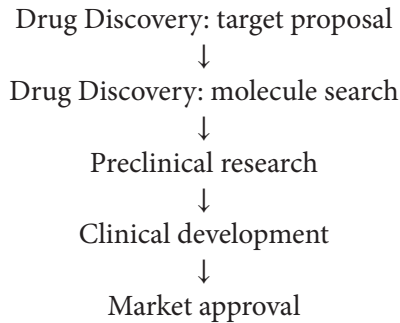 Drug Discovery: target proposal
↓
Drug Discovery: molecule search
↓
Preclinical research
↓
Clinical development
↓
Market approval